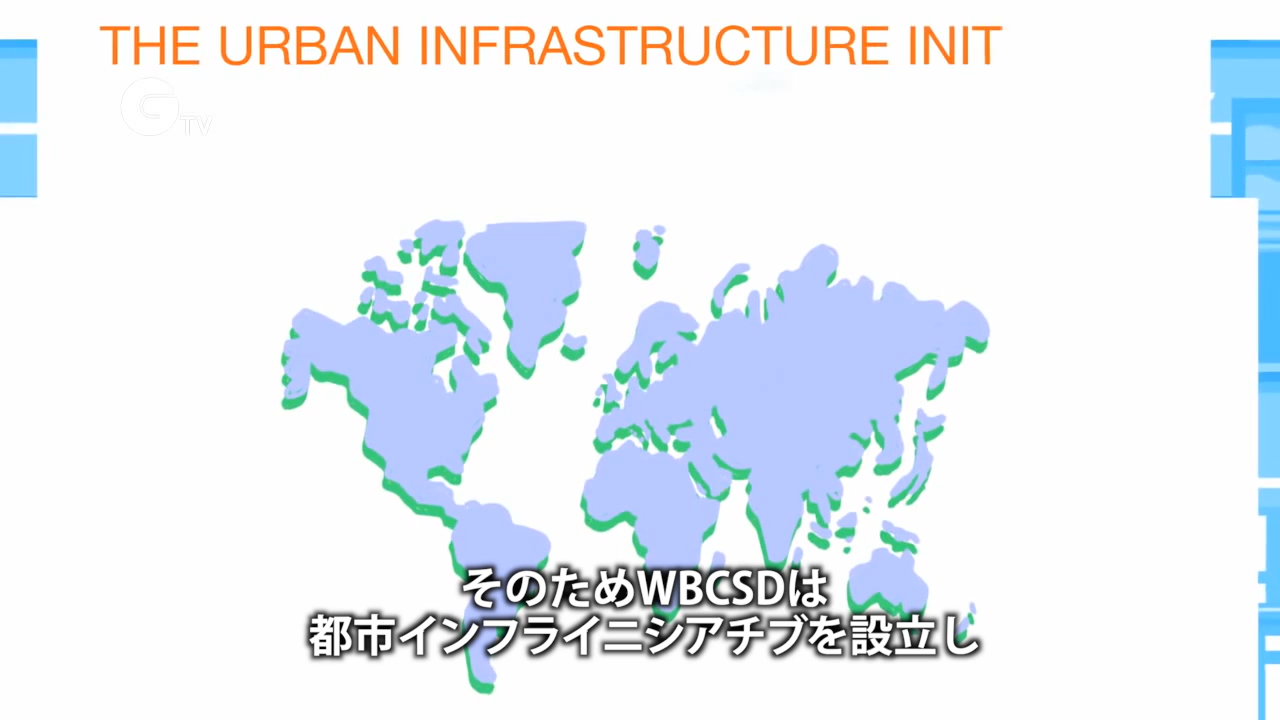 THE URBAN INFRASTRUCTURE INIT
G TV
そのためWBCSDは
都市インフライニシアチブを設立し